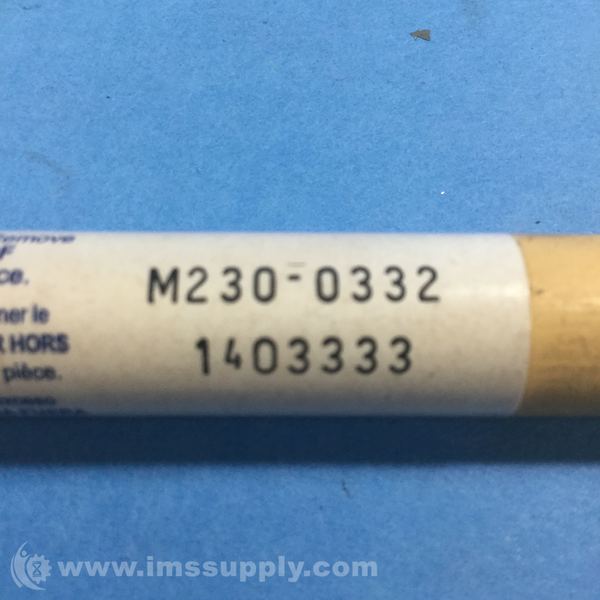 F
ce.
ner le
R HORS
pièce.
M230-0332
1403333
www.imssupply.com